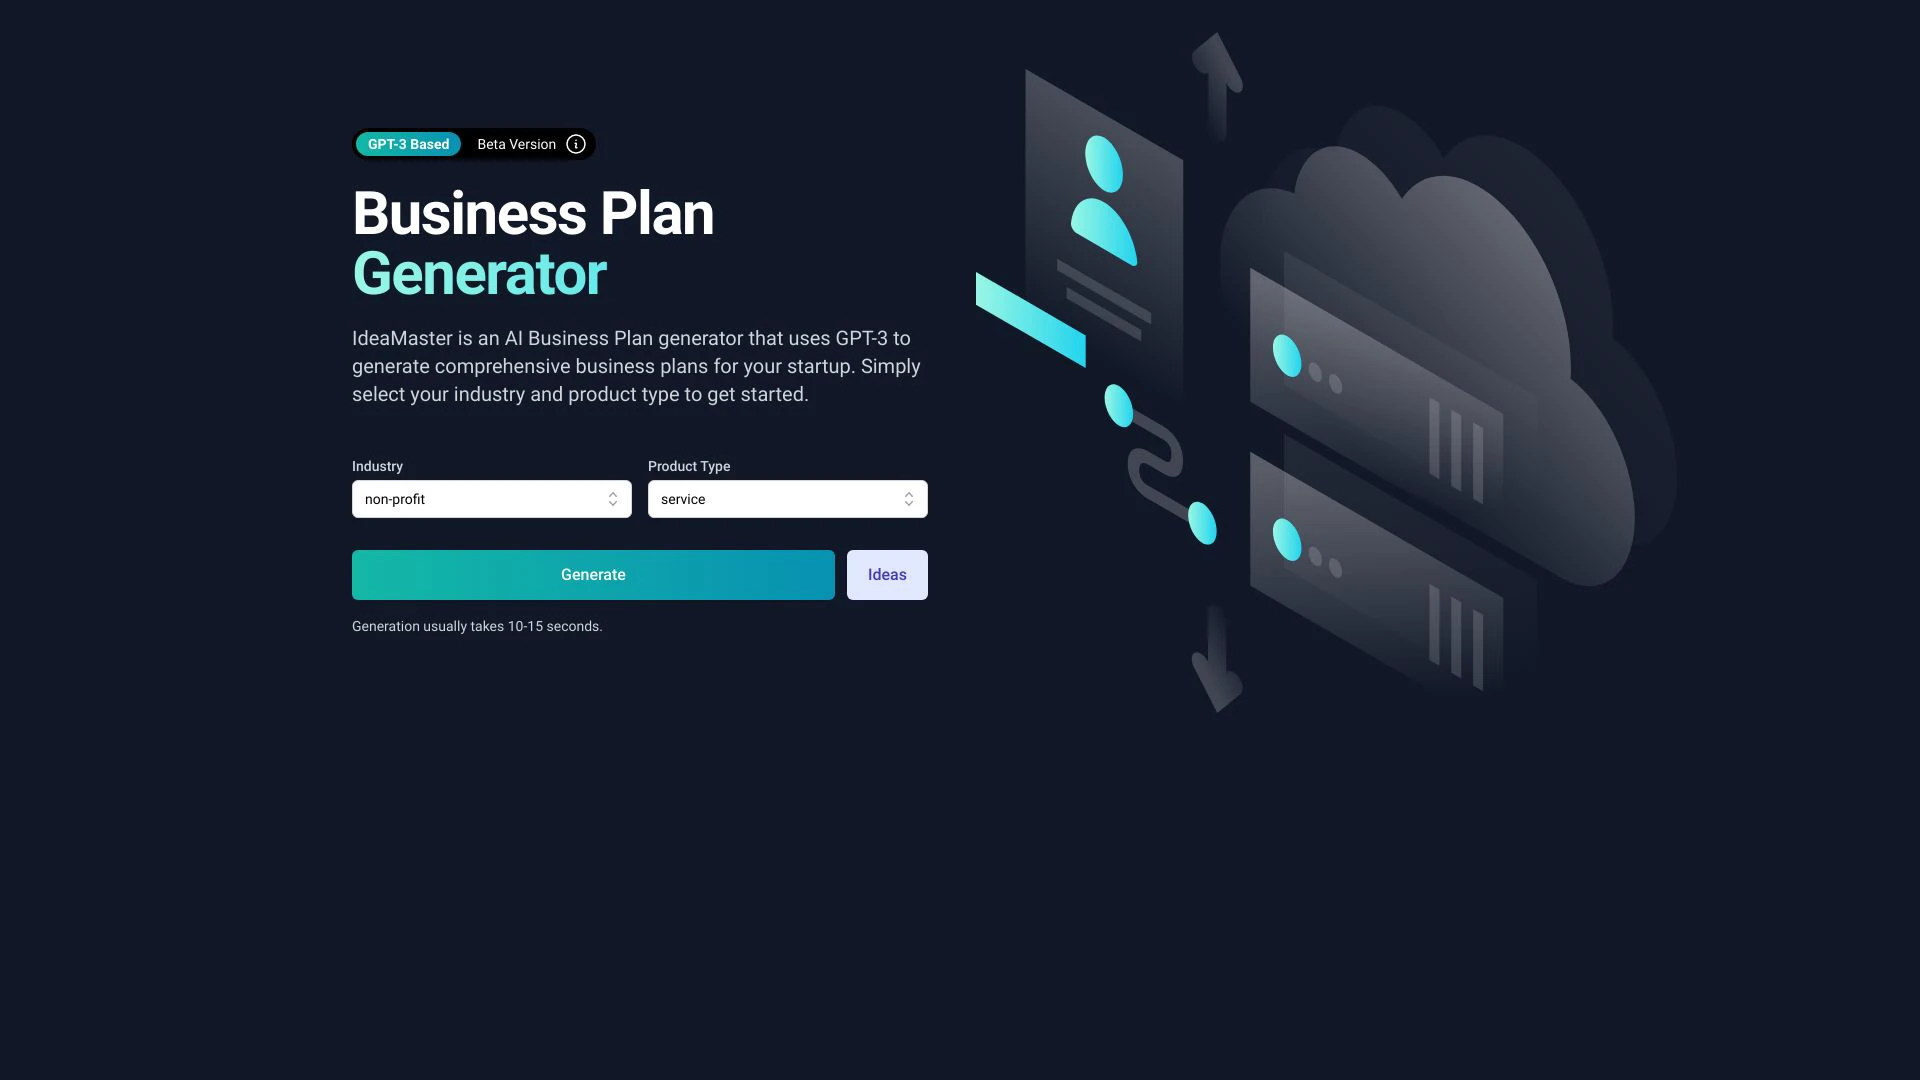 GPT-3 Based Beta Version
Business Plan
Generator
IdeaMaster is an AI Business Plan generator that uses GPT-3 to
generate comprehensive business plans for your startup. Simply
select your industry and product type to get started.
Industry Product Type
non-profit service
Generate Ideas
Generation usually takes 10-15 seconds.